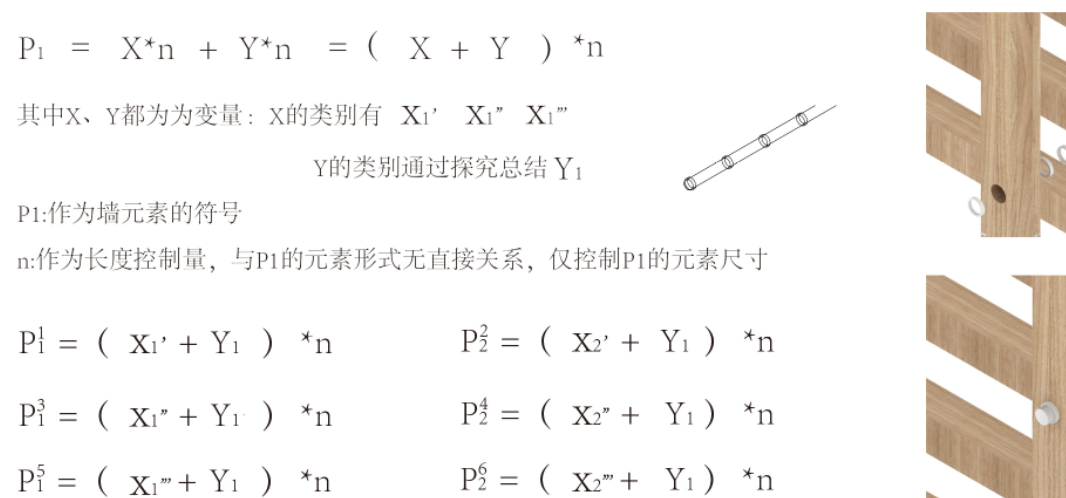 P₁ = X*n + Y*n = ( X + Y ) *n
其中X、Y都为为变量：X的类别有 X₁’ X₁” X₁”’
Y的类别通过探究总结 Y₁
P1:作为墙元素的符号
n:作为长度控制量，与P1的元素形式无直接关系，仅控制P1的元素尺寸
P₁¹ = ( X₁’ + Y₁ ) *n P₂² = ( X₂’ + Y₁ ) *n
P₁³ = ( X₁” + Y₁ ) *n P₂⁴ = ( X₂” + Y₁ ) *n
P₁⁵ = ( X₁”’ + Y₁ ) *n P₂⁶ = ( X₂”’ + Y₁ ) *n